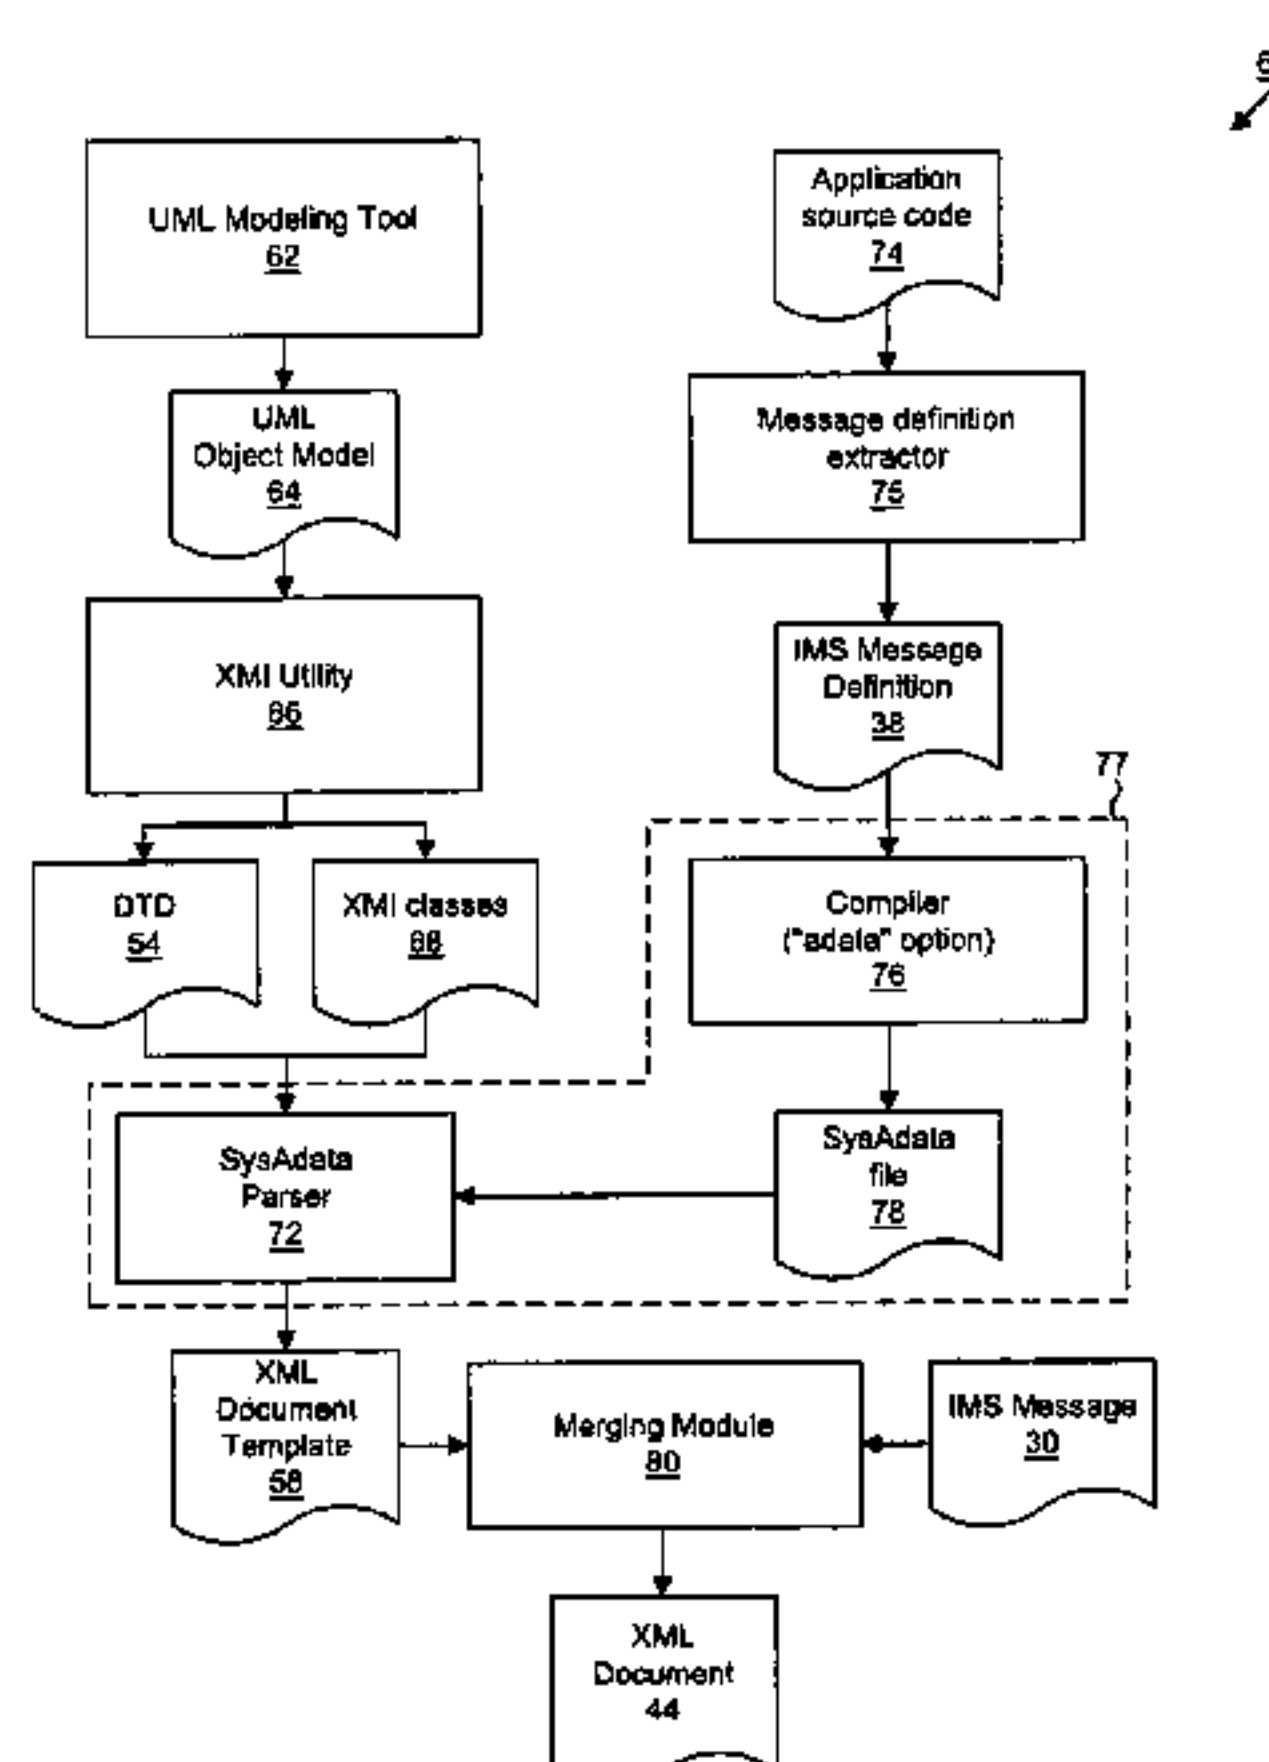 6
UML Modeling Tool
62
Application
source code
74
UML
Object Model
64
Message definition
extractor
75
XMI Utility
66
IMS Message
Definition
38
77
DTD
54
XMI classes
68
Compiler
("adata" option)
76
SysAdata
Parser
72
SysAdata
file
78
XML
Document
Template
58
Merging Module
80
IMS Message
30
XML
Document
44